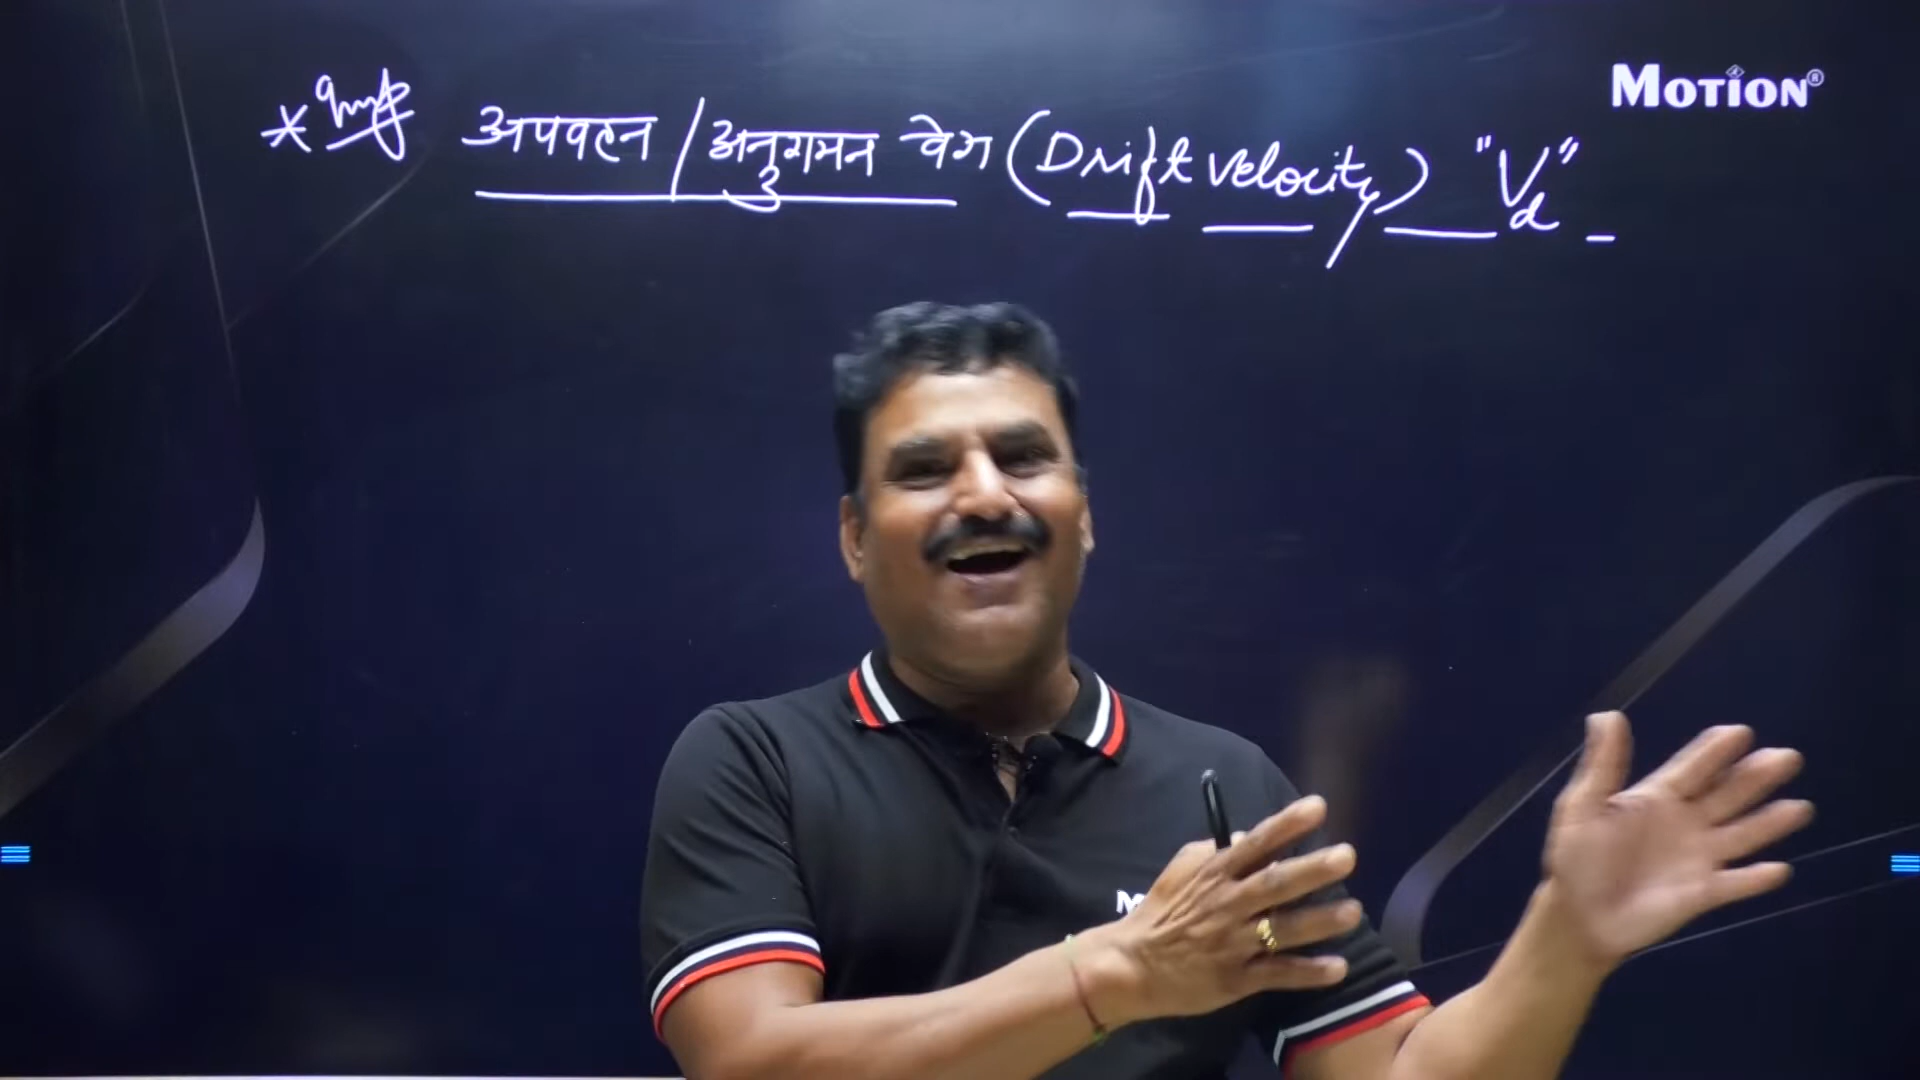 MOTION®
* Imp अपवहन / अनुगमन वेग (Drift Velocity) "Vd"
M